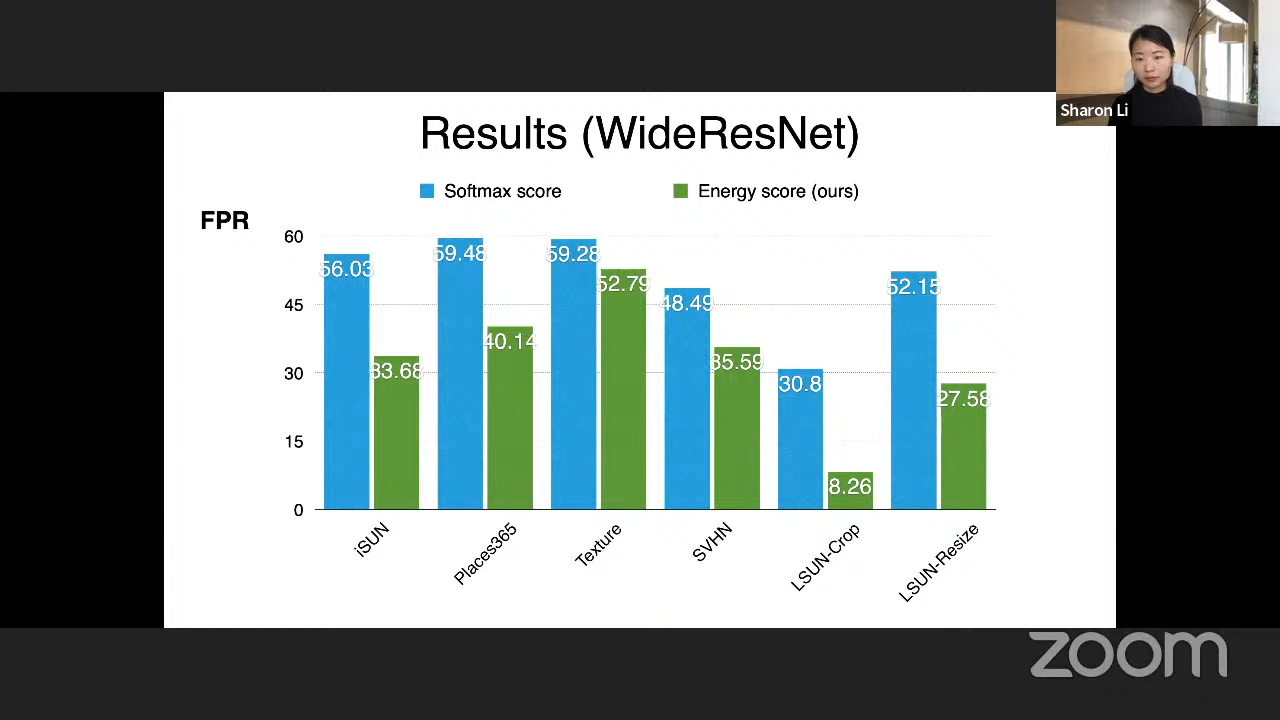 Sharon Li
Results (WideResNet)
Softmax score
Energy score (ours)
FPR
60
45
30
15
0
56.03
33.68
59.48
40.14
59.28
52.79
48.49
35.59
30.8
8.26
52.15
27.58
iSUN
Places365
Texture
SVHN
LSUN-Crop
LSUN-Resize
zoom